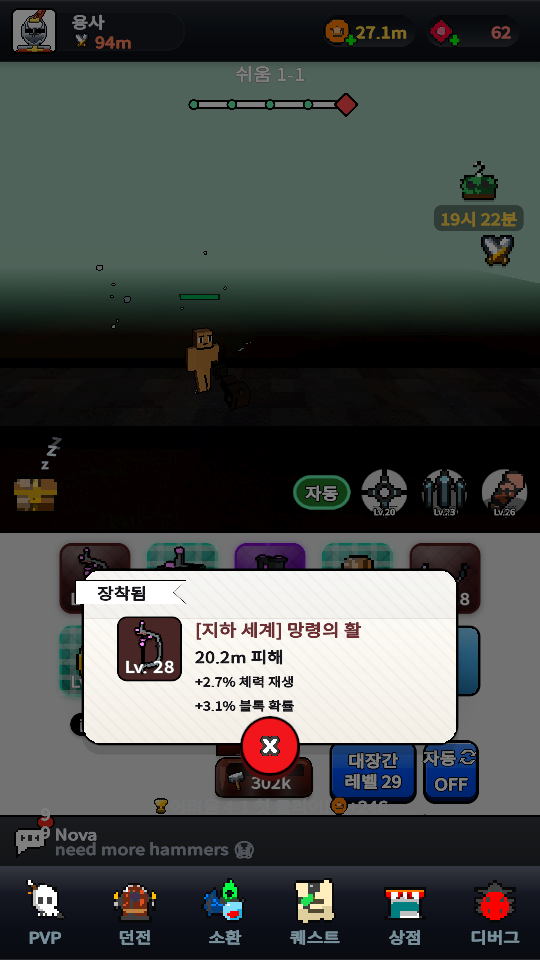 용사
94m
27.1m
62
쉬움 1-1
19시 22분
z
z
z
자동
Lv.20
Lv.23
Lv.26
8
장착됨
[지하 세계] 망령의 활
20.2m 피해
+2.7% 체력 재생
+3.1% 블록 확률
Lv. 28
X
302k
대장간
레벨 29
자동
OFF
9
9
Nova
need more hammers
PVP
던전
소환
퀘스트
상점
디버그